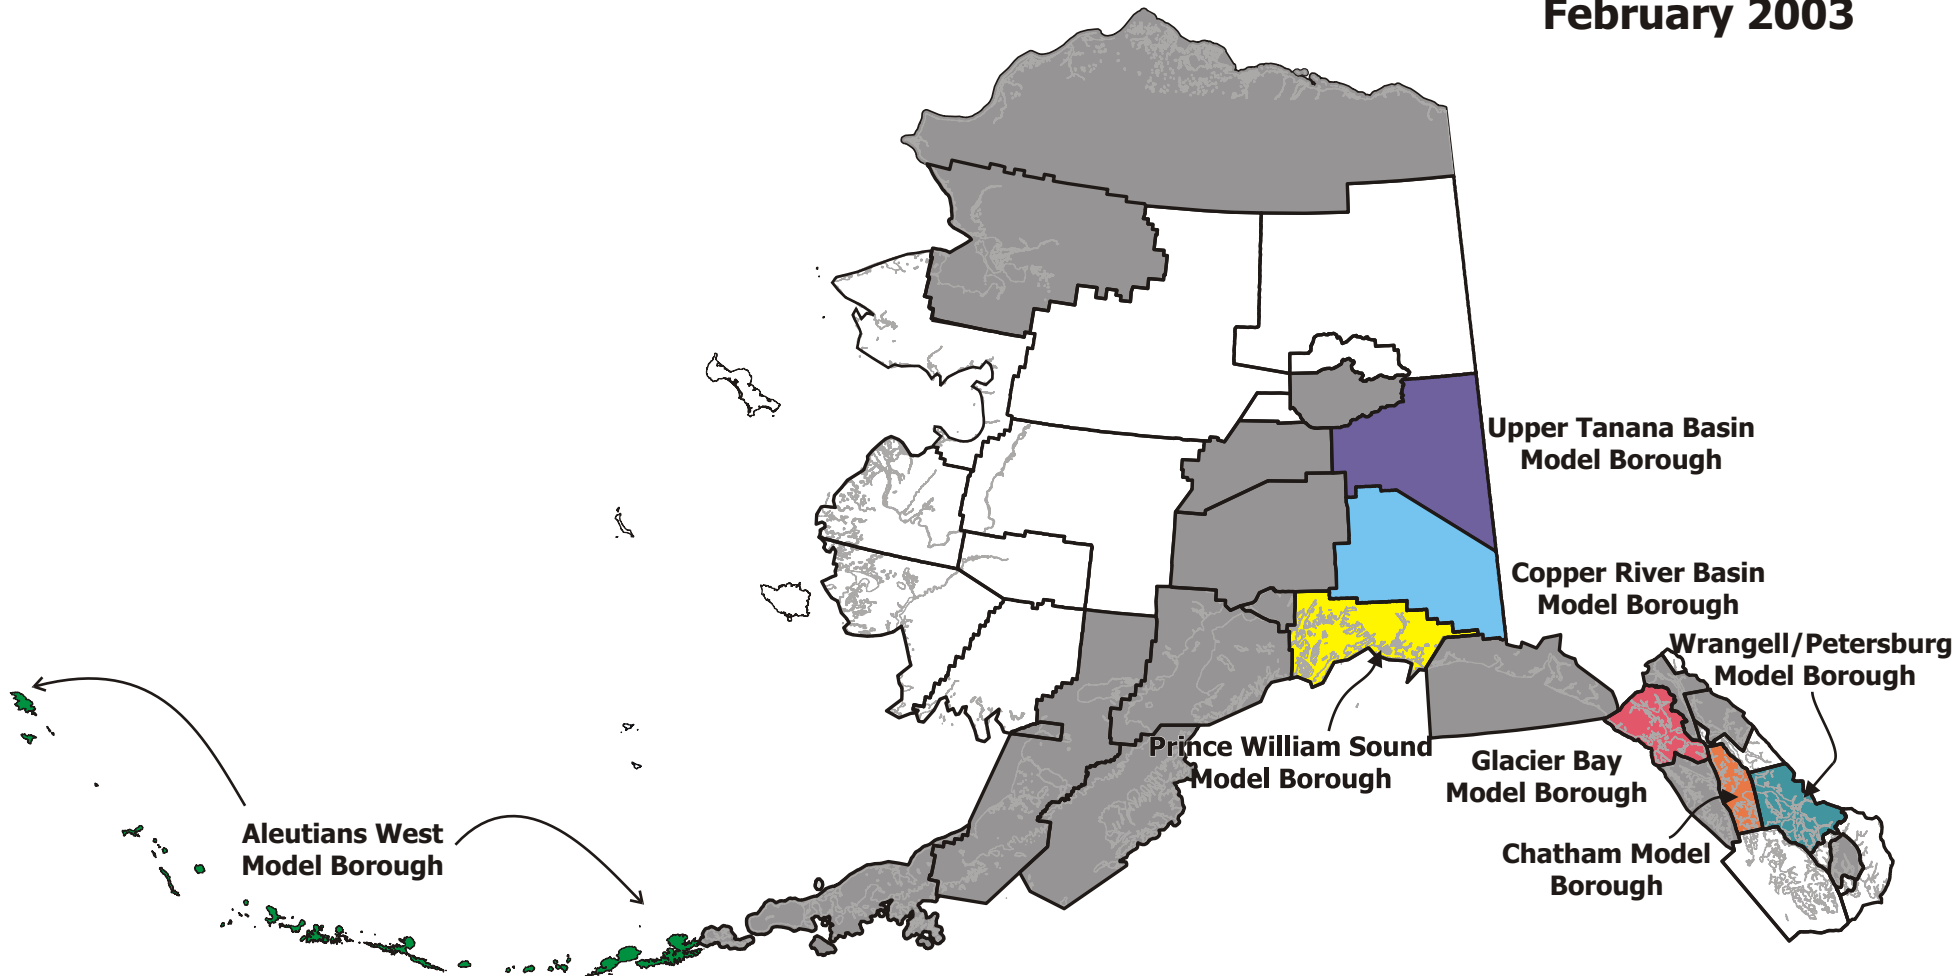 February 2003
Upper Tanana Basin
Model Borough
Copper River Basin
Model Borough
Wrangell/Petersburg
Model Borough
Prince William Sound
Model Borough
Glacier Bay
Model Borough
Aleutians West
Model Borough
Chatham Model
Borough